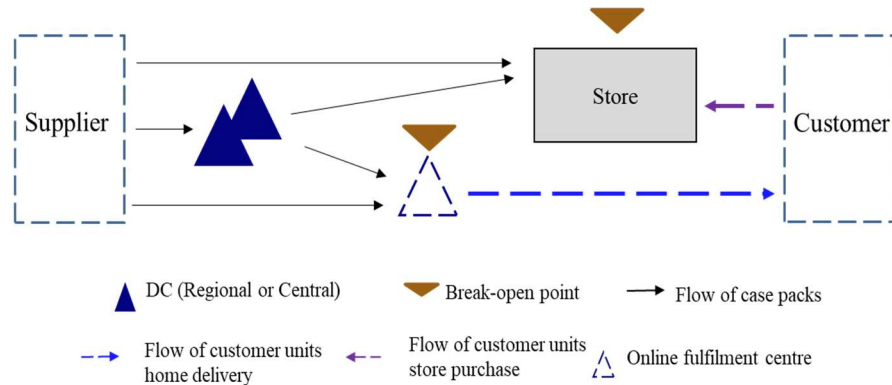 Supplier
Store
Customer
DC (Regional or Central)
Break-open point
Flow of case packs
Flow of customer units
home delivery
Flow of customer units
store purchase
Online fulfilment centre